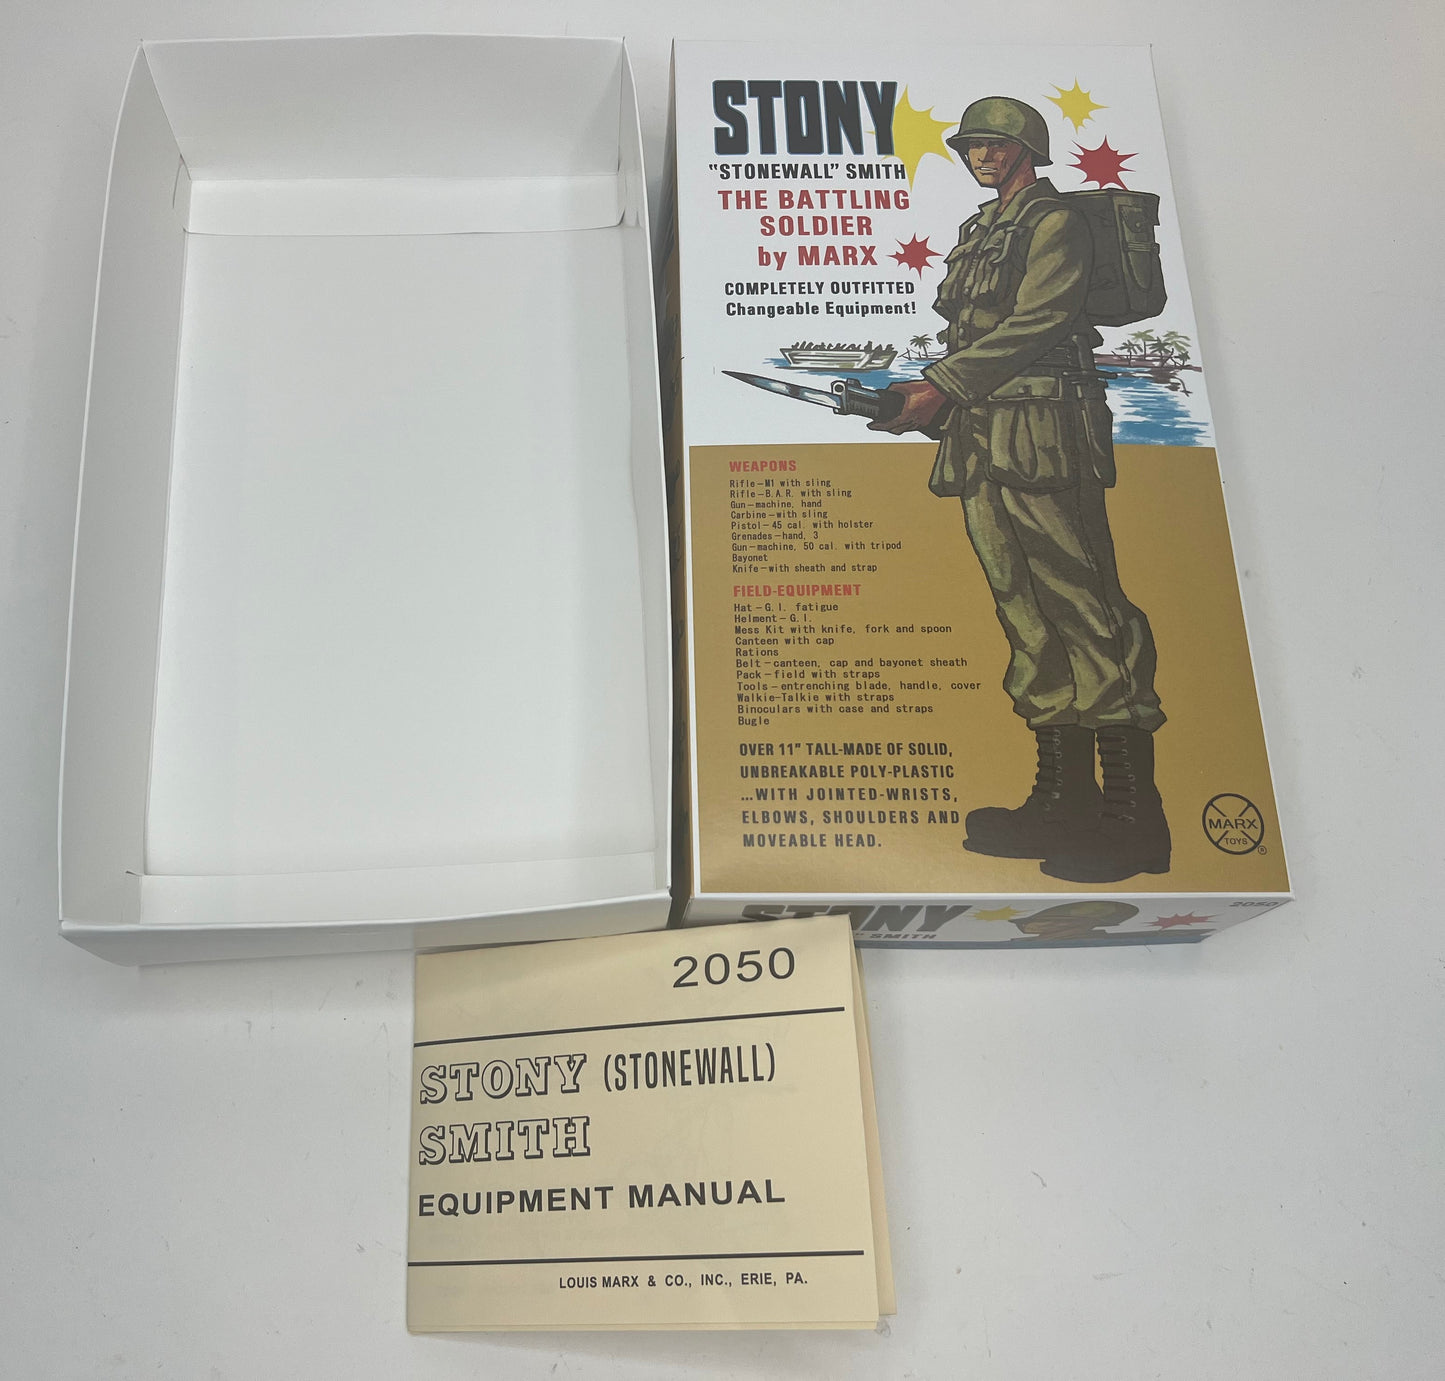 STONY
"STONEWALL" SMITH
THE BATTLING
SOLDIER
by MARX
COMPLETELY OUTFITTED
Changeable Equipment!
WEAPONS
Rifle—M1 with sling
Rifle—B.A.R. with sling
Gun—machine, hand
Carbine—with sling
Pistol—45 cal. with holster
Grenades—hand, 3
Gun—machine, 50 cal. with tripod
Bayonet
Knife—with sheath and strap
FIELD-EQUIPMENT
Hat—G.I. fatigue
Helment—G.I.
Mess Kit with knife, fork and spoon
Canteen with cap
Rations
Belt—canteen, cap and bayonet sheath
Pack—field with straps
Tools—entrenching blade, handle, cover
Walkie-Talkie with straps
Binoculars with case and straps
Bugle
OVER 11" TALL-MADE OF SOLID,
UNBREAKABLE POLY-PLASTIC
...WITH JOINTED-WRISTS,
ELBOWS, SHOULDERS AND
MOVEABLE HEAD.
MARX
TOYS
®
STONY
" SMITH
2050
2050
STONY (STONEWALL)
SMITH
EQUIPMENT MANUAL
LOUIS MARX & CO., INC., ERIE, PA.